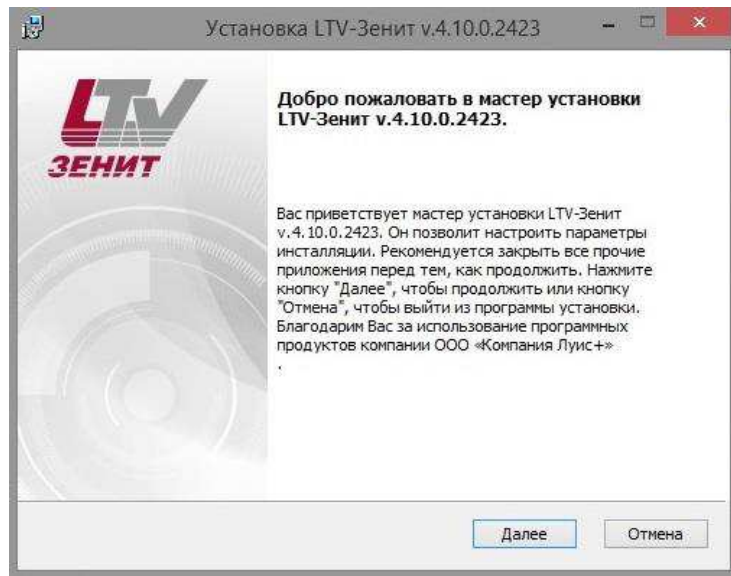 Установка LTV-Зенит v.4.10.0.2423
LTV
ЗЕНИТ
Добро пожаловать в мастер установки
LTV-Зенит v.4.10.0.2423.
Вас приветствует мастер установки LTV-Зенит
v.4.10.0.2423. Он позволит настроить параметры
инсталляции. Рекомендуется закрыть все прочие
приложения перед тем, как продолжить. Нажмите
кнопку "Далее", чтобы продолжить или кнопку
"Отмена", чтобы выйти из программы установки.
Благодарим Вас за использование программных
продуктов компании ООО «Компания Луис+»
.
Далее
Отмена